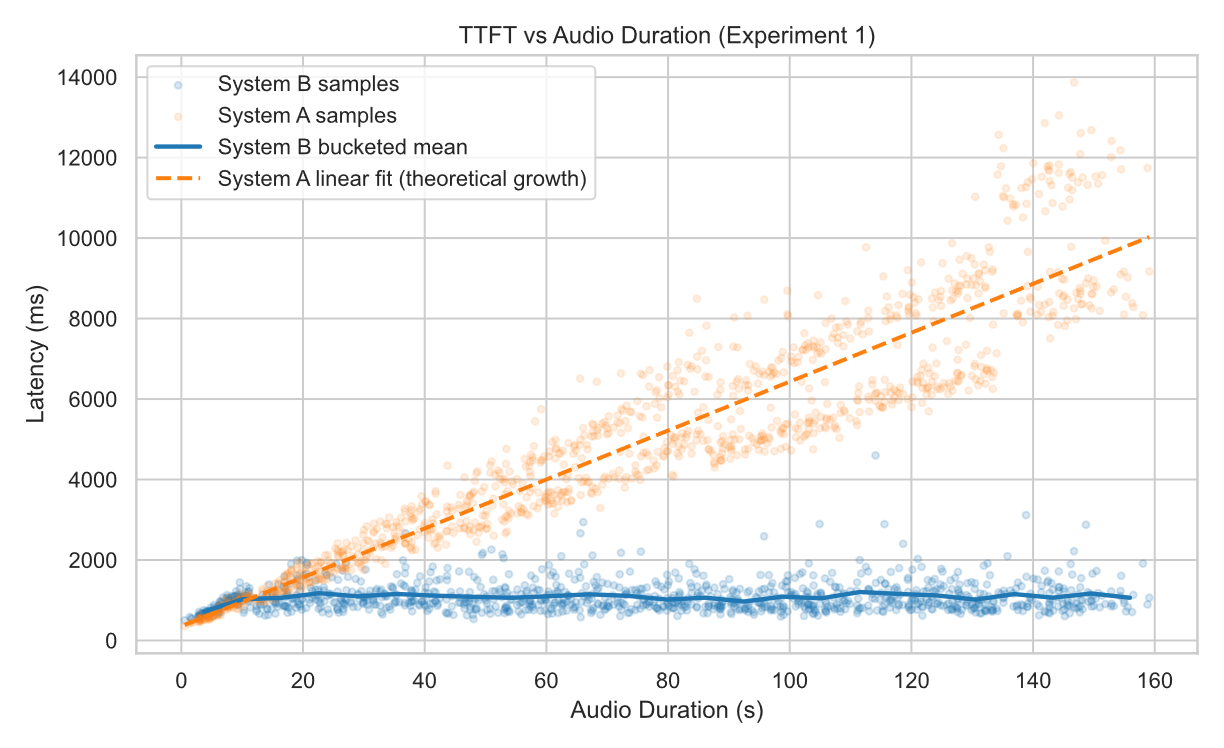 TTFT vs Audio Duration (Experiment 1)
System B samples
System A samples
System B bucketed mean
System A linear fit (theoretical growth)
14000
12000
10000
8000
6000
4000
2000
0
Latency (ms)
0 20 40 60 80 100 120 140 160
Audio Duration (s)